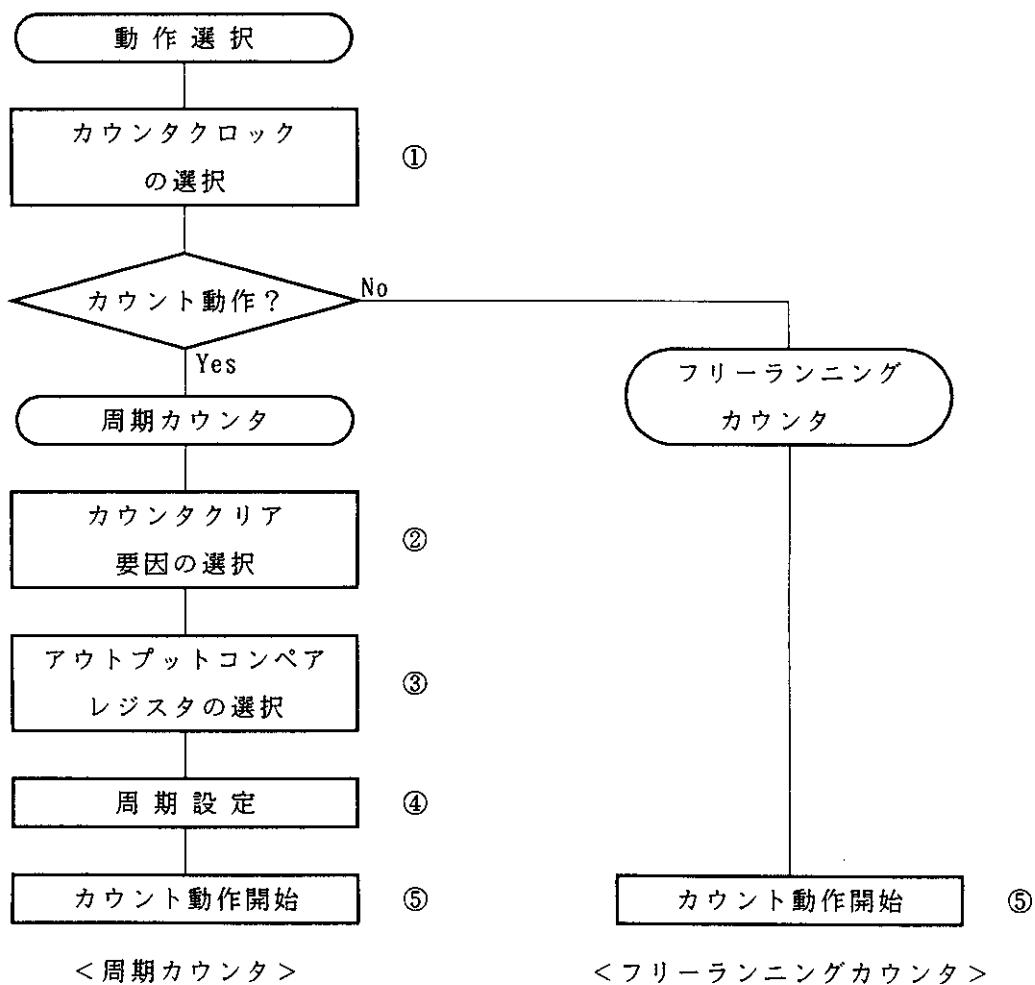 動作選択
カウンタクロック
の選択
①
カウント動作？
No
Yes
フリーランニング
カウンタ
周期カウンタ
カウンタクリア
要因の選択
②
アウトプットコンペア
レジスタの選択
③
周期設定
④
カウント動作開始
⑤
カウント動作開始
⑤
＜周期カウンタ＞
＜フリーランニングカウンタ＞